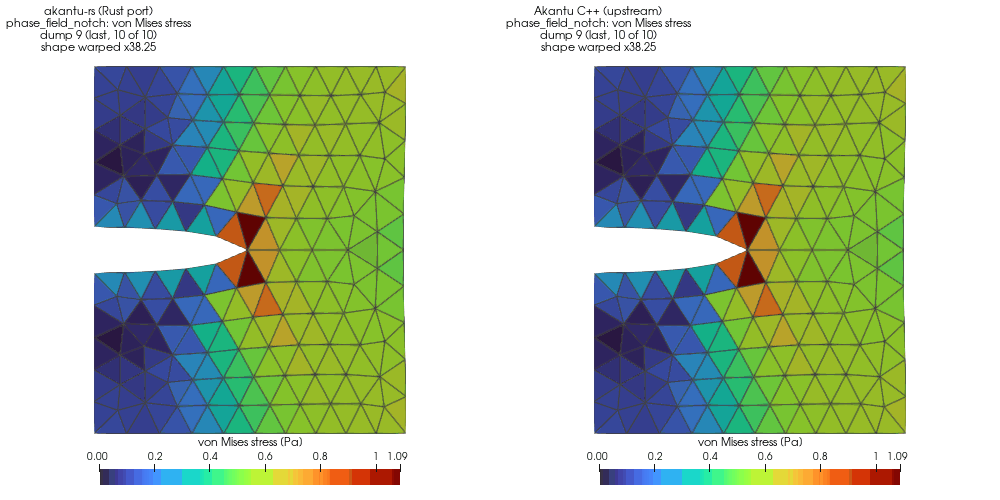 akantu-rs (Rust port)
phase_field_notch: von Mises stress
dump 9 (last, 10 of 10)
shape warped x38.25
von Mises stress (Pa)
0.00 0.2 0.4 0.6 0.8 1 1.09
Akantu C++ (upstream)
phase_field_notch: von Mises stress
dump 9 (last, 10 of 10)
shape warped x38.25
von Mises stress (Pa)
0.00 0.2 0.4 0.6 0.8 1 1.09